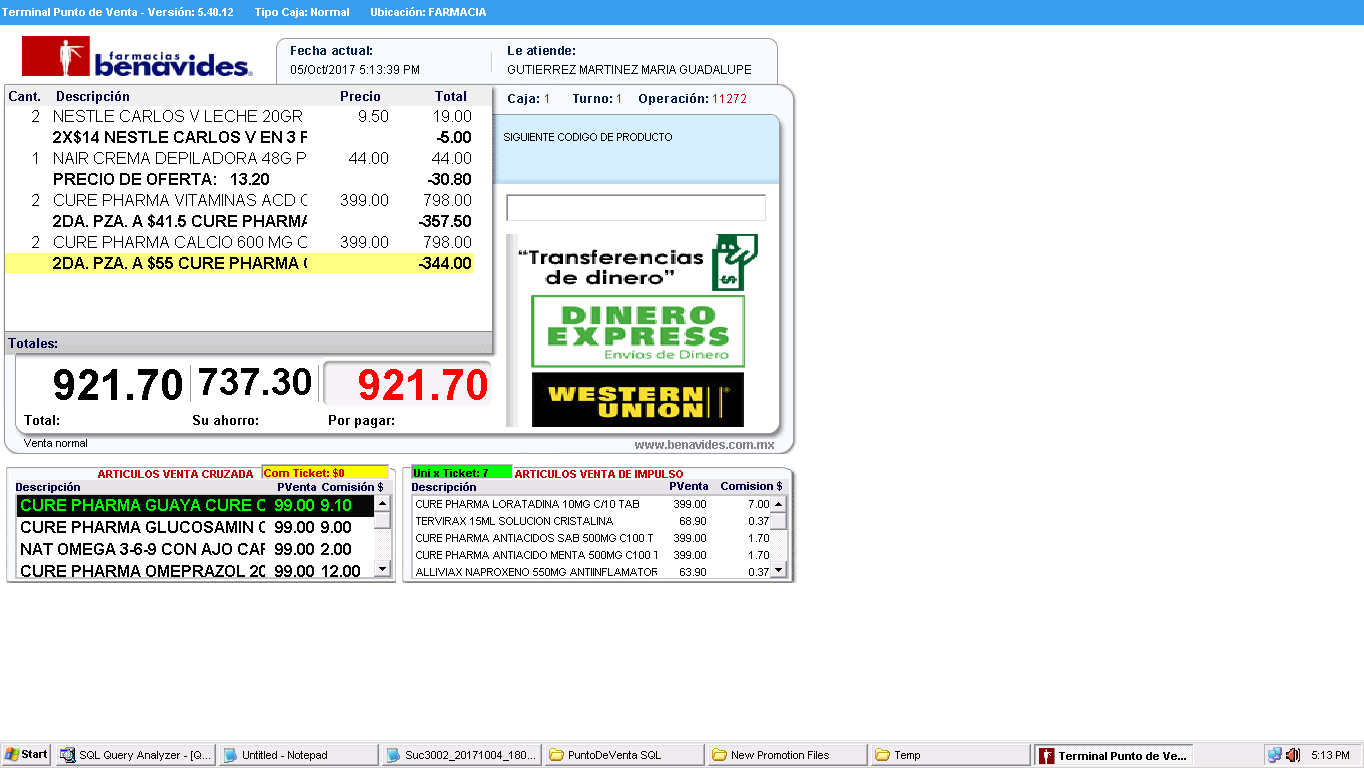 Terminal Punto de Venta - Versión: 5.40.12 Tipo Caja: Normal Ubicación: FARMACIA
farmacias
benavides.
Fecha actual: Le atiende:
05/Oct/2017 5:13:39 PM GUTIERREZ MARTINEZ MARIA GUADALUPE
Caja: 1 Turno: 1 Operación: 11272
Cant. Descripción Precio Total
2 NESTLE CARLOS V LECHE 20GR 9.50 19.00
2X$14 NESTLE CARLOS V EN 3 F -5.00
1 NAIR CREMA DEPILADORA 48G P 44.00 44.00
PRECIO DE OFERTA: 13.20 -30.80
2 CURE PHARMA VITAMINAS ACD C 399.00 798.00
2DA. PZA. A $41.5 CURE PHARMA -357.50
2 CURE PHARMA CALCIO 600 MG C 399.00 798.00
2DA. PZA. A $55 CURE PHARMA -344.00
SIGUIENTE CODIGO DE PRODUCTO
“Transferencias
de dinero”
$
DINERO
EXPRESS
Envíos de Dinero
WESTERN
UNION
Totales:
921.70 737.30 921.70
Total: Su ahorro: Por pagar:
Venta normal
www.benavides.com.mx
ARTICULOS VENTA CRUZADA Com Ticket: $0
Descripción PVenta Comisión $
CURE PHARMA GUAYA CURE C 99.00 9.10
CURE PHARMA GLUCOSAMIN C 99.00 9.00
NAT OMEGA 3-6-9 CON AJO CAF 99.00 2.00
CURE PHARMA OMEPRAZOL 20 99.00 12.00
Uni x Ticket: 7 ARTICULOS VENTA DE IMPULSO
Descripción PVenta Comision $
CURE PHARMA LORATADINA 10MG C/10 TAB 399.00 7.00
TERVIRAX 15ML SOLUCION CRISTALINA 68.90 0.37
CURE PHARMA ANTIACIDOS SAB 500MG C100 T 399.00 1.70
CURE PHARMA ANTIACIDO MENTA 500MG C100 T 399.00 1.70
ALLIVIAX NAPROXENO 550MG ANTIINFLAMATOR 63.90 0.37
Start SQL Query Analyzer - [Q... Untitled - Notepad Suc3002_20171004_180... PuntoDeVenta SQL New Promotion Files Temp Terminal Punto de Ve... 5:13 PM